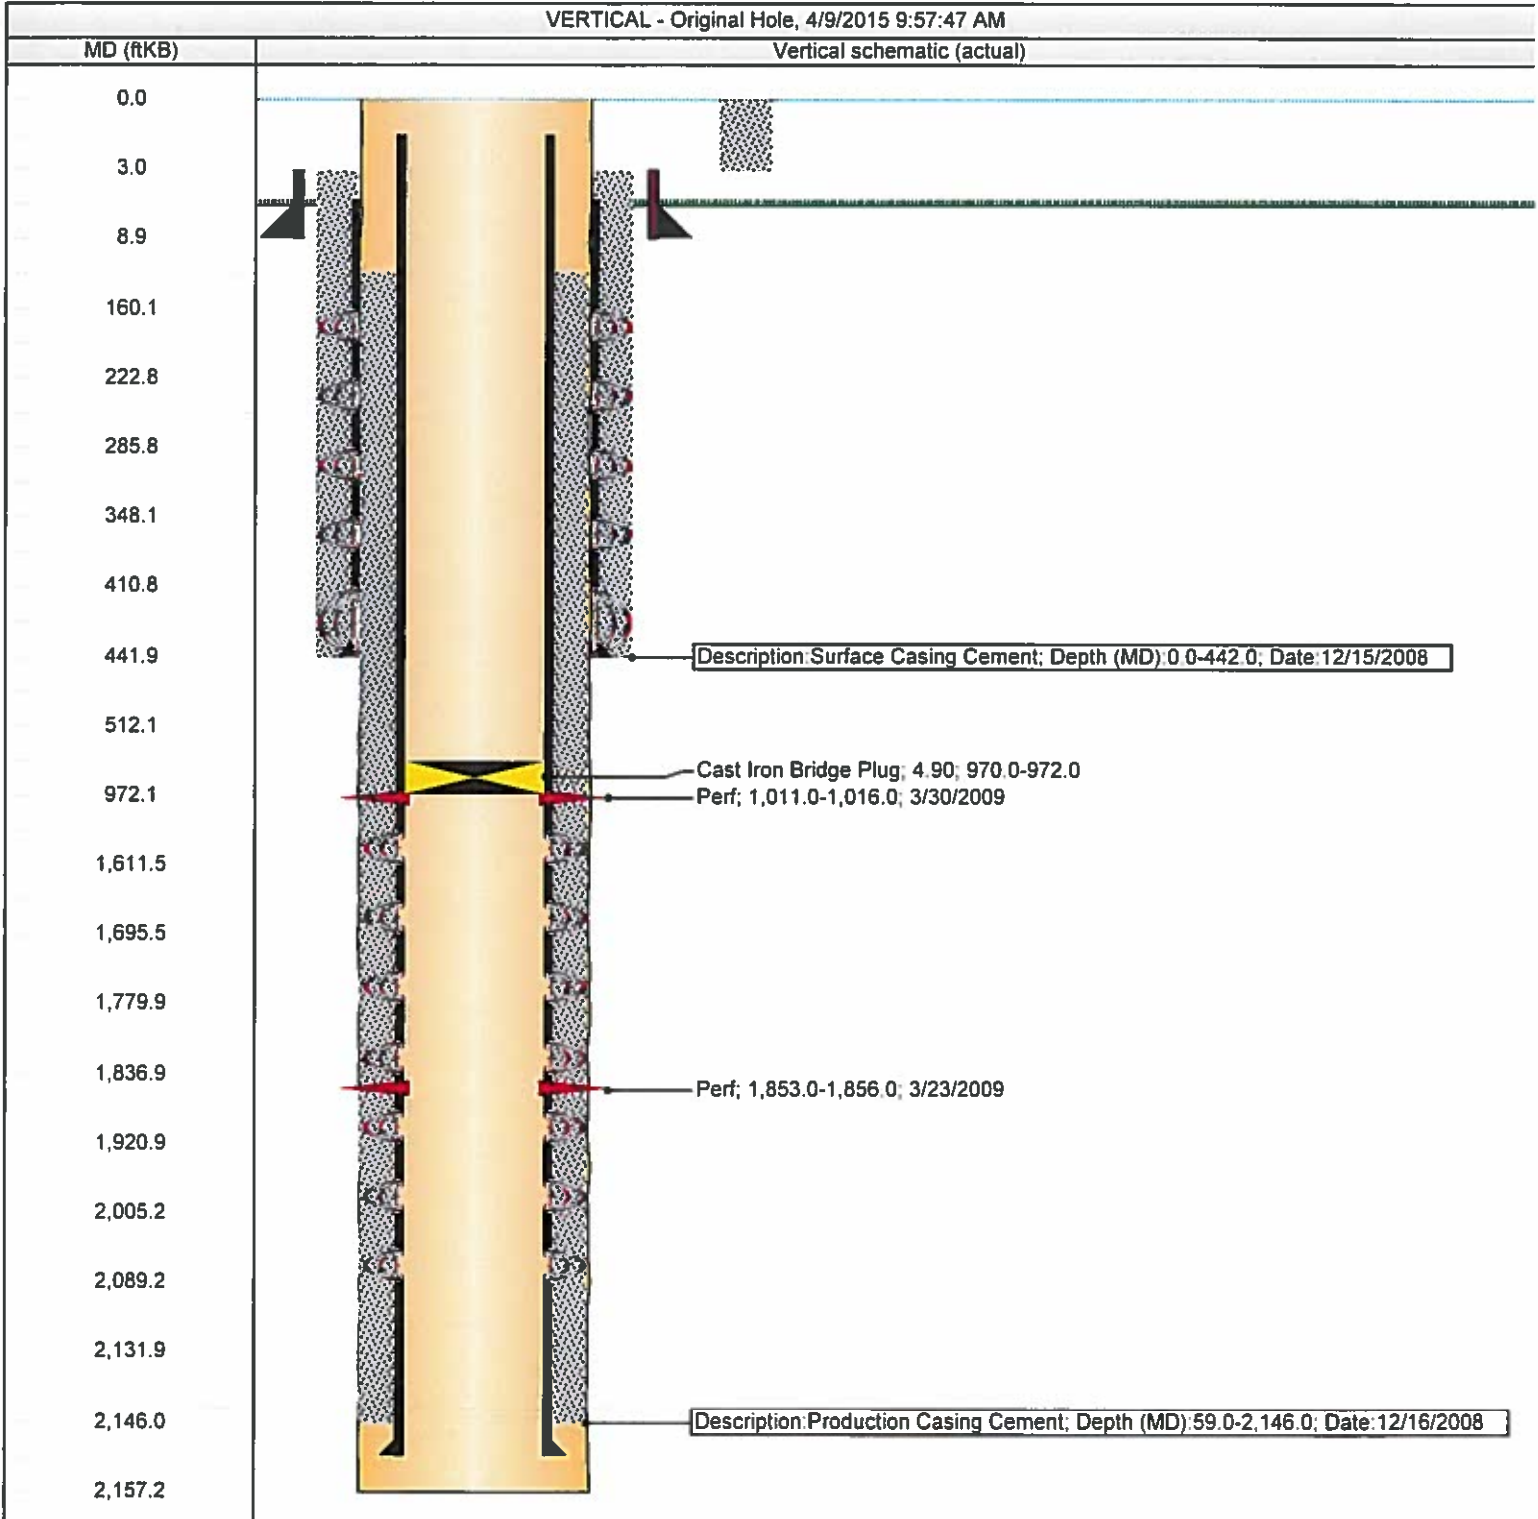 VERTICAL - Original Hole, 4/9/2015 9:57:47 AM
MD (ftKB)
Vertical schematic (actual)
0.0
3.0
8.9
160.1
222.8
285.8
348.1
410.8
441.9
Description:Surface Casing Cement; Depth (MD):0.0-442.0; Date:12/15/2008
512.1
Cast Iron Bridge Plug; 4.90; 970.0-972.0
972.1
Perf; 1,011.0-1,016.0; 3/30/2009
1,611.5
1,695.5
1,779.9
1,836.9
Perf; 1,853.0-1,856.0; 3/23/2009
1,920.9
2,005.2
2,089.2
2,131.9
2,146.0
Description:Production Casing Cement; Depth (MD):59.0-2,146.0; Date:12/16/2008
2,157.2